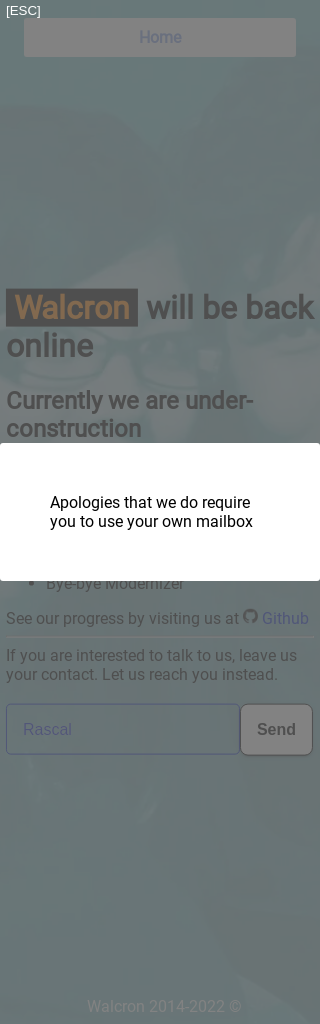 [ESC]
Home
Walcron will be back
online
Currently we are under-
construction
Apologies that we do require
you to use your own mailbox
Bye-bye Modernizer
See our progress by visiting us at Github
If you are interested to talk to us, leave us
your contact. Let us reach you instead.
Rascal
Send
Walcron 2014-2022 ©